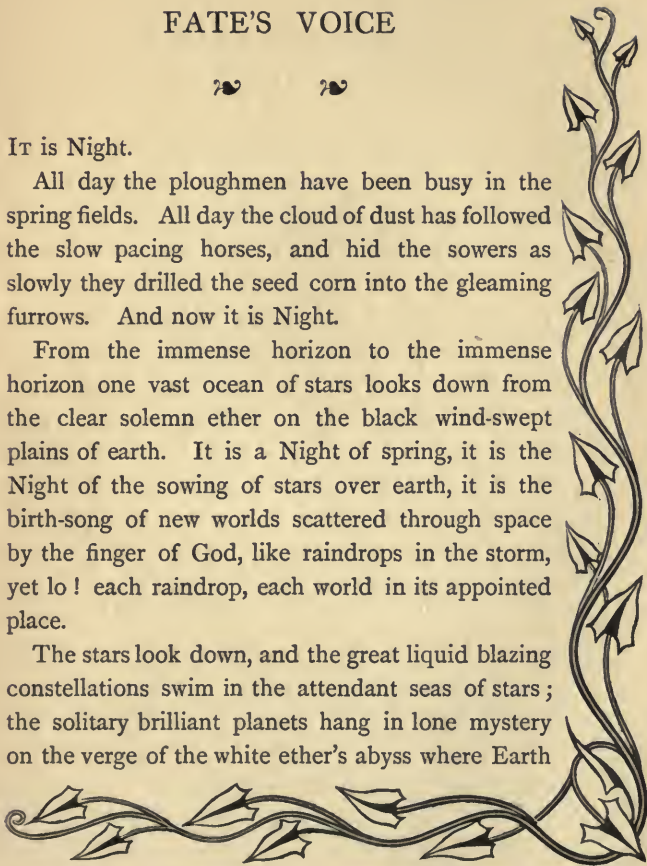 FATE'S VOICE
IT is Night.
All day the ploughmen have been busy in the
spring fields. All day the cloud of dust has followed
the slow pacing horses, and hid the sowers as
slowly they drilled the seed corn into the gleaming
furrows. And now it is Night.
From the immense horizon to the immense
horizon one vast ocean of stars looks down from
the clear solemn ether on the black wind-swept
plains of earth. It is a Night of spring, it is the
Night of the sowing of stars over earth, it is the
birth-song of new worlds scattered through space
by the finger of God, like raindrops in the storm,
yet lo ! each raindrop, each world in its appointed
place.
The stars look down, and the great liquid blazing
constellations swim in the attendant seas of stars ;
the solitary brilliant planets hang in lone mystery
on the verge of the white ether's abyss where Earth